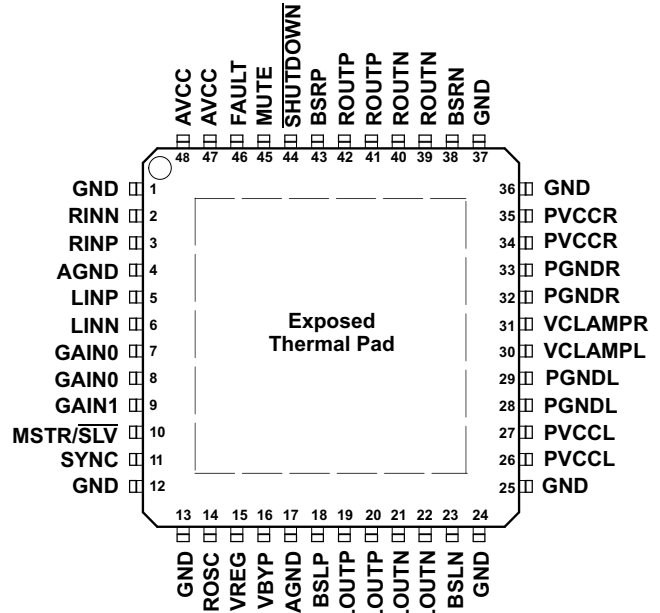 AVCC
AVCC
FAULT
MUTE
SHUTDOWN
BSRP
ROUTP
ROUTP
ROUTN
ROUTN
BSRN
GND
48 47 46 45 44 43 42 41 40 39 38 37
GND 1
RINN 2
RINP 3
AGND 4
LINP 5
LINN 6
GAIN0 7
GAIN0 8
GAIN1 9
MSTR/SLV 10
SYNC 11
GND 12
Exposed
Thermal Pad
36 GND
35 PVCCR
34 PVCCR
33 PGNDR
32 PGNDR
31 VCLAMPR
30 VCLAMPL
29 PGNDL
28 PGNDL
27 PVCCL
26 PVCCL
25 GND
13 14 15 16 17 18 19 20 21 22 23 24
GND
ROSC
VREG
VBYP
AGND
BSLP
LOUTP
LOUTP
LOUTN
LOUTN
BSLN
GND